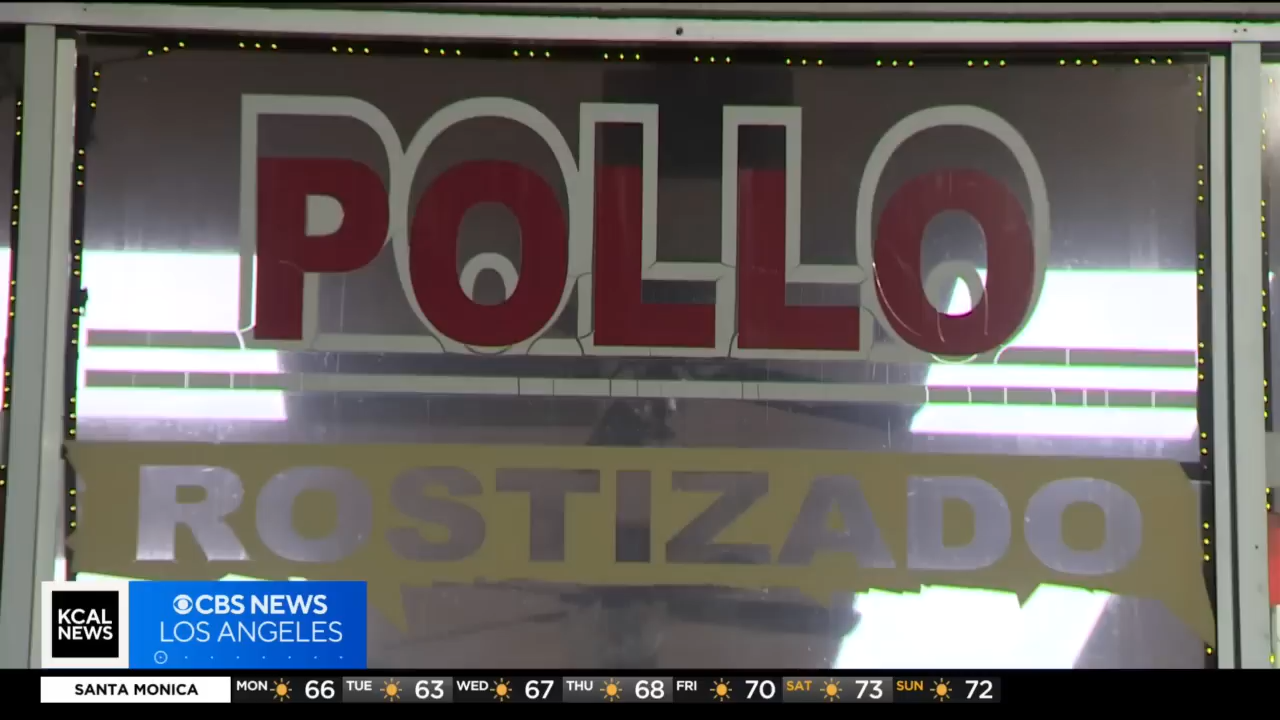 POLLO
ROSTIZADO
KCAL NEWS
CBS NEWS
LOS ANGELES
SANTA MONICA MON 66 TUE 63 WED 67 THU 68 FRI 70 SAT 73 SUN 72